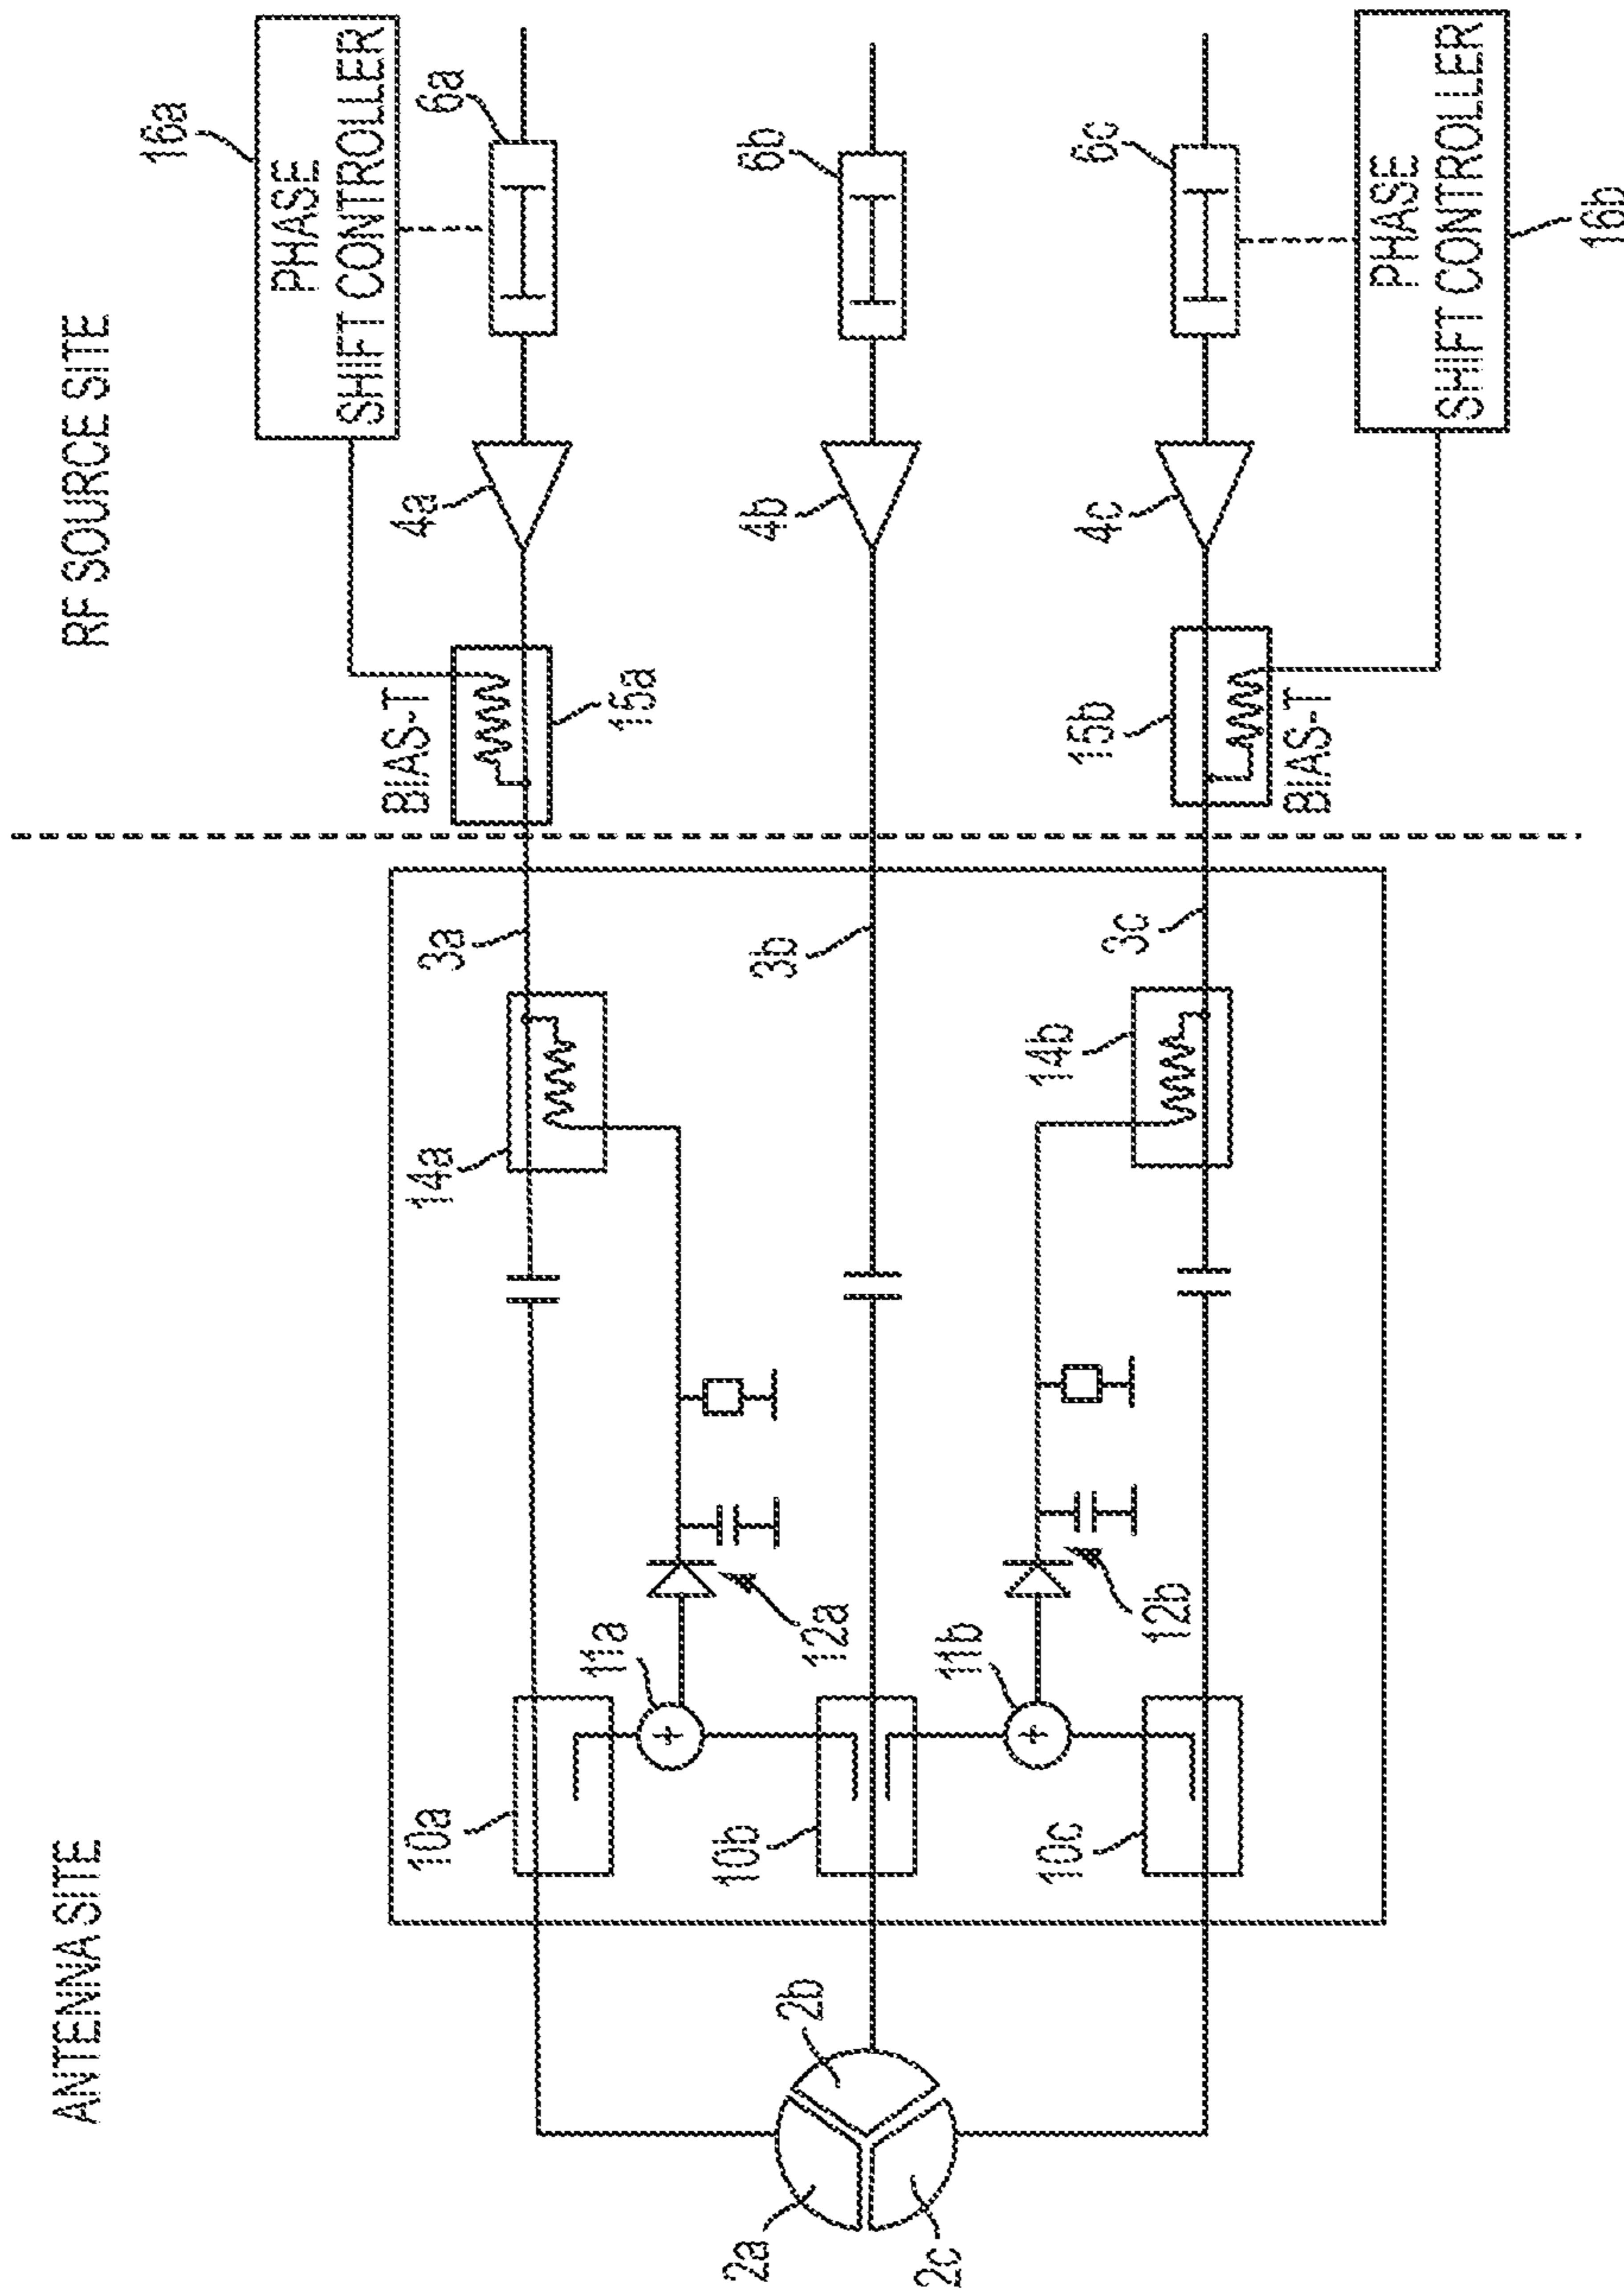 ANTENNA SITE
RF SOURCE SITE
16a
PHASE
SHIFT CONTROLLER
6a
4a
BIAS-T
15a
3a
14a
11a
12a
10a
6b
4b
3b
10b
2a
2b
2c
6c
4c
15b
BIAS-T
3c
14b
11b
12b
10c
PHASE
SHIFT CONTROLLER
16b